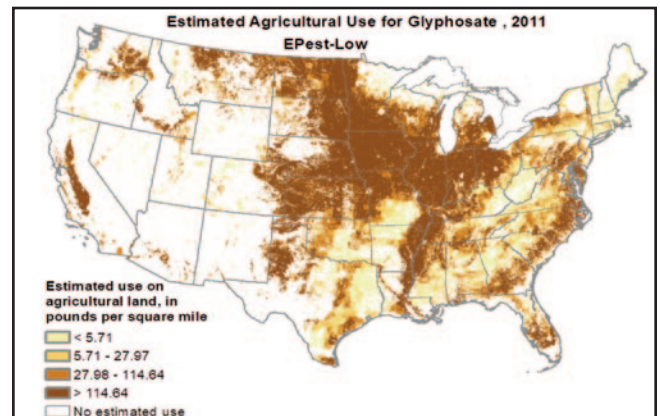 Estimated Agricultural Use for Glyphosate , 2011
EPest-Low
Estimated use on
agricultural land, in
pounds per square mile
< 5.71
5.71 - 27.97
27.98 - 114.64
> 114.64
No estimated use